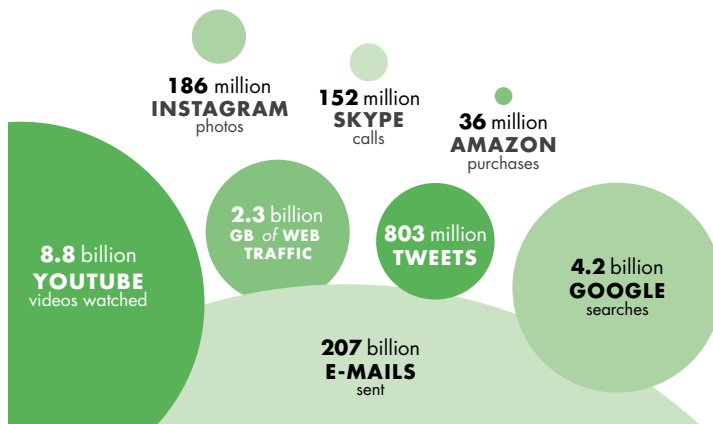 186 million
INSTAGRAM
photos
152 million
SKYPE
calls
36 million
AMAZON
purchases
8.8 billion
YOUTUBE
videos watched
2.3 billion
GB of WEB
TRAFFIC
803 million
TWEETS
4.2 billion
GOOGLE
searches
207 billion
E-MAILS
sent